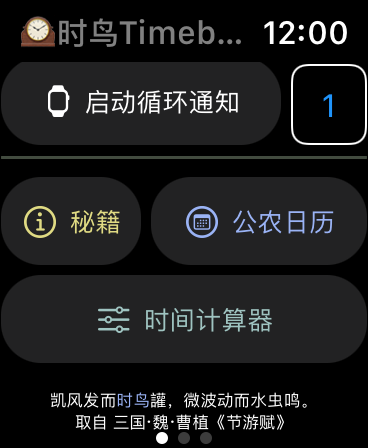 时鸟Timeb... 12:00
启动循环通知 1
秘籍 公农日历
时间计算器
凯风发而时鸟讙，微波动而水虫鸣。
取自 三国·魏·曹植《节游赋》